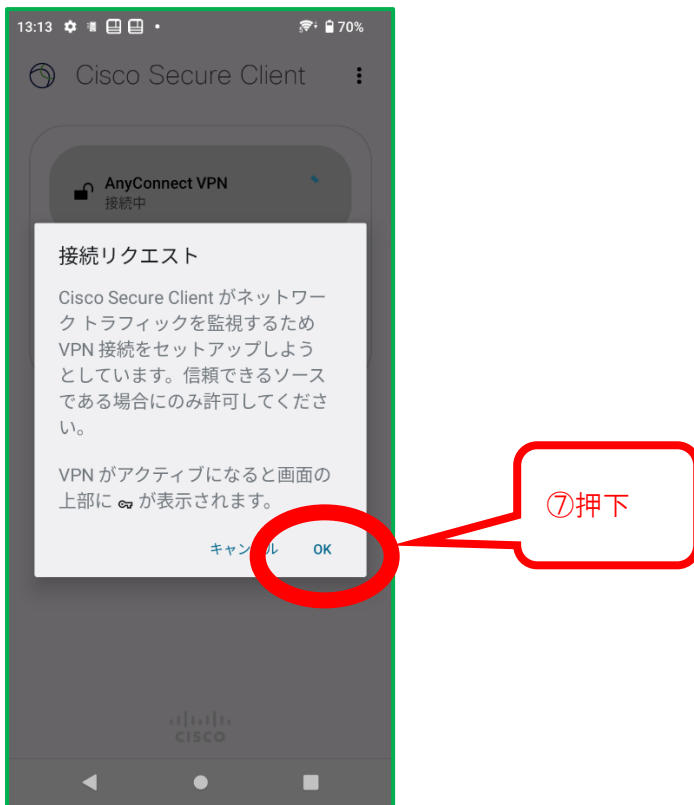 13:13 70%
Cisco Secure Client
AnyConnect VPN
接続中
接続リクエスト
Cisco Secure Client がネットワー
ク トラフィックを監視するため
VPN 接続をセットアップしよう
としています。信頼できるソース
である場合にのみ許可してくださ
い。
VPN がアクティブになると画面の
上部に が表示されます。
キャンセル OK
⑦押下
CISCO